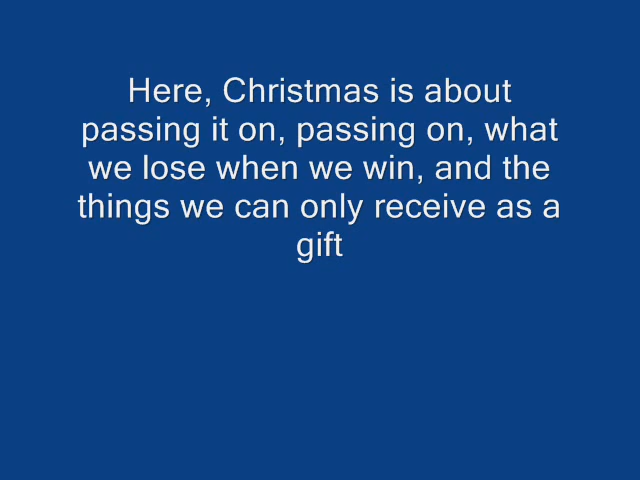 Here, Christmas is about
passing it on, passing on, what
we lose when we win, and the
things we can only receive as a
gift